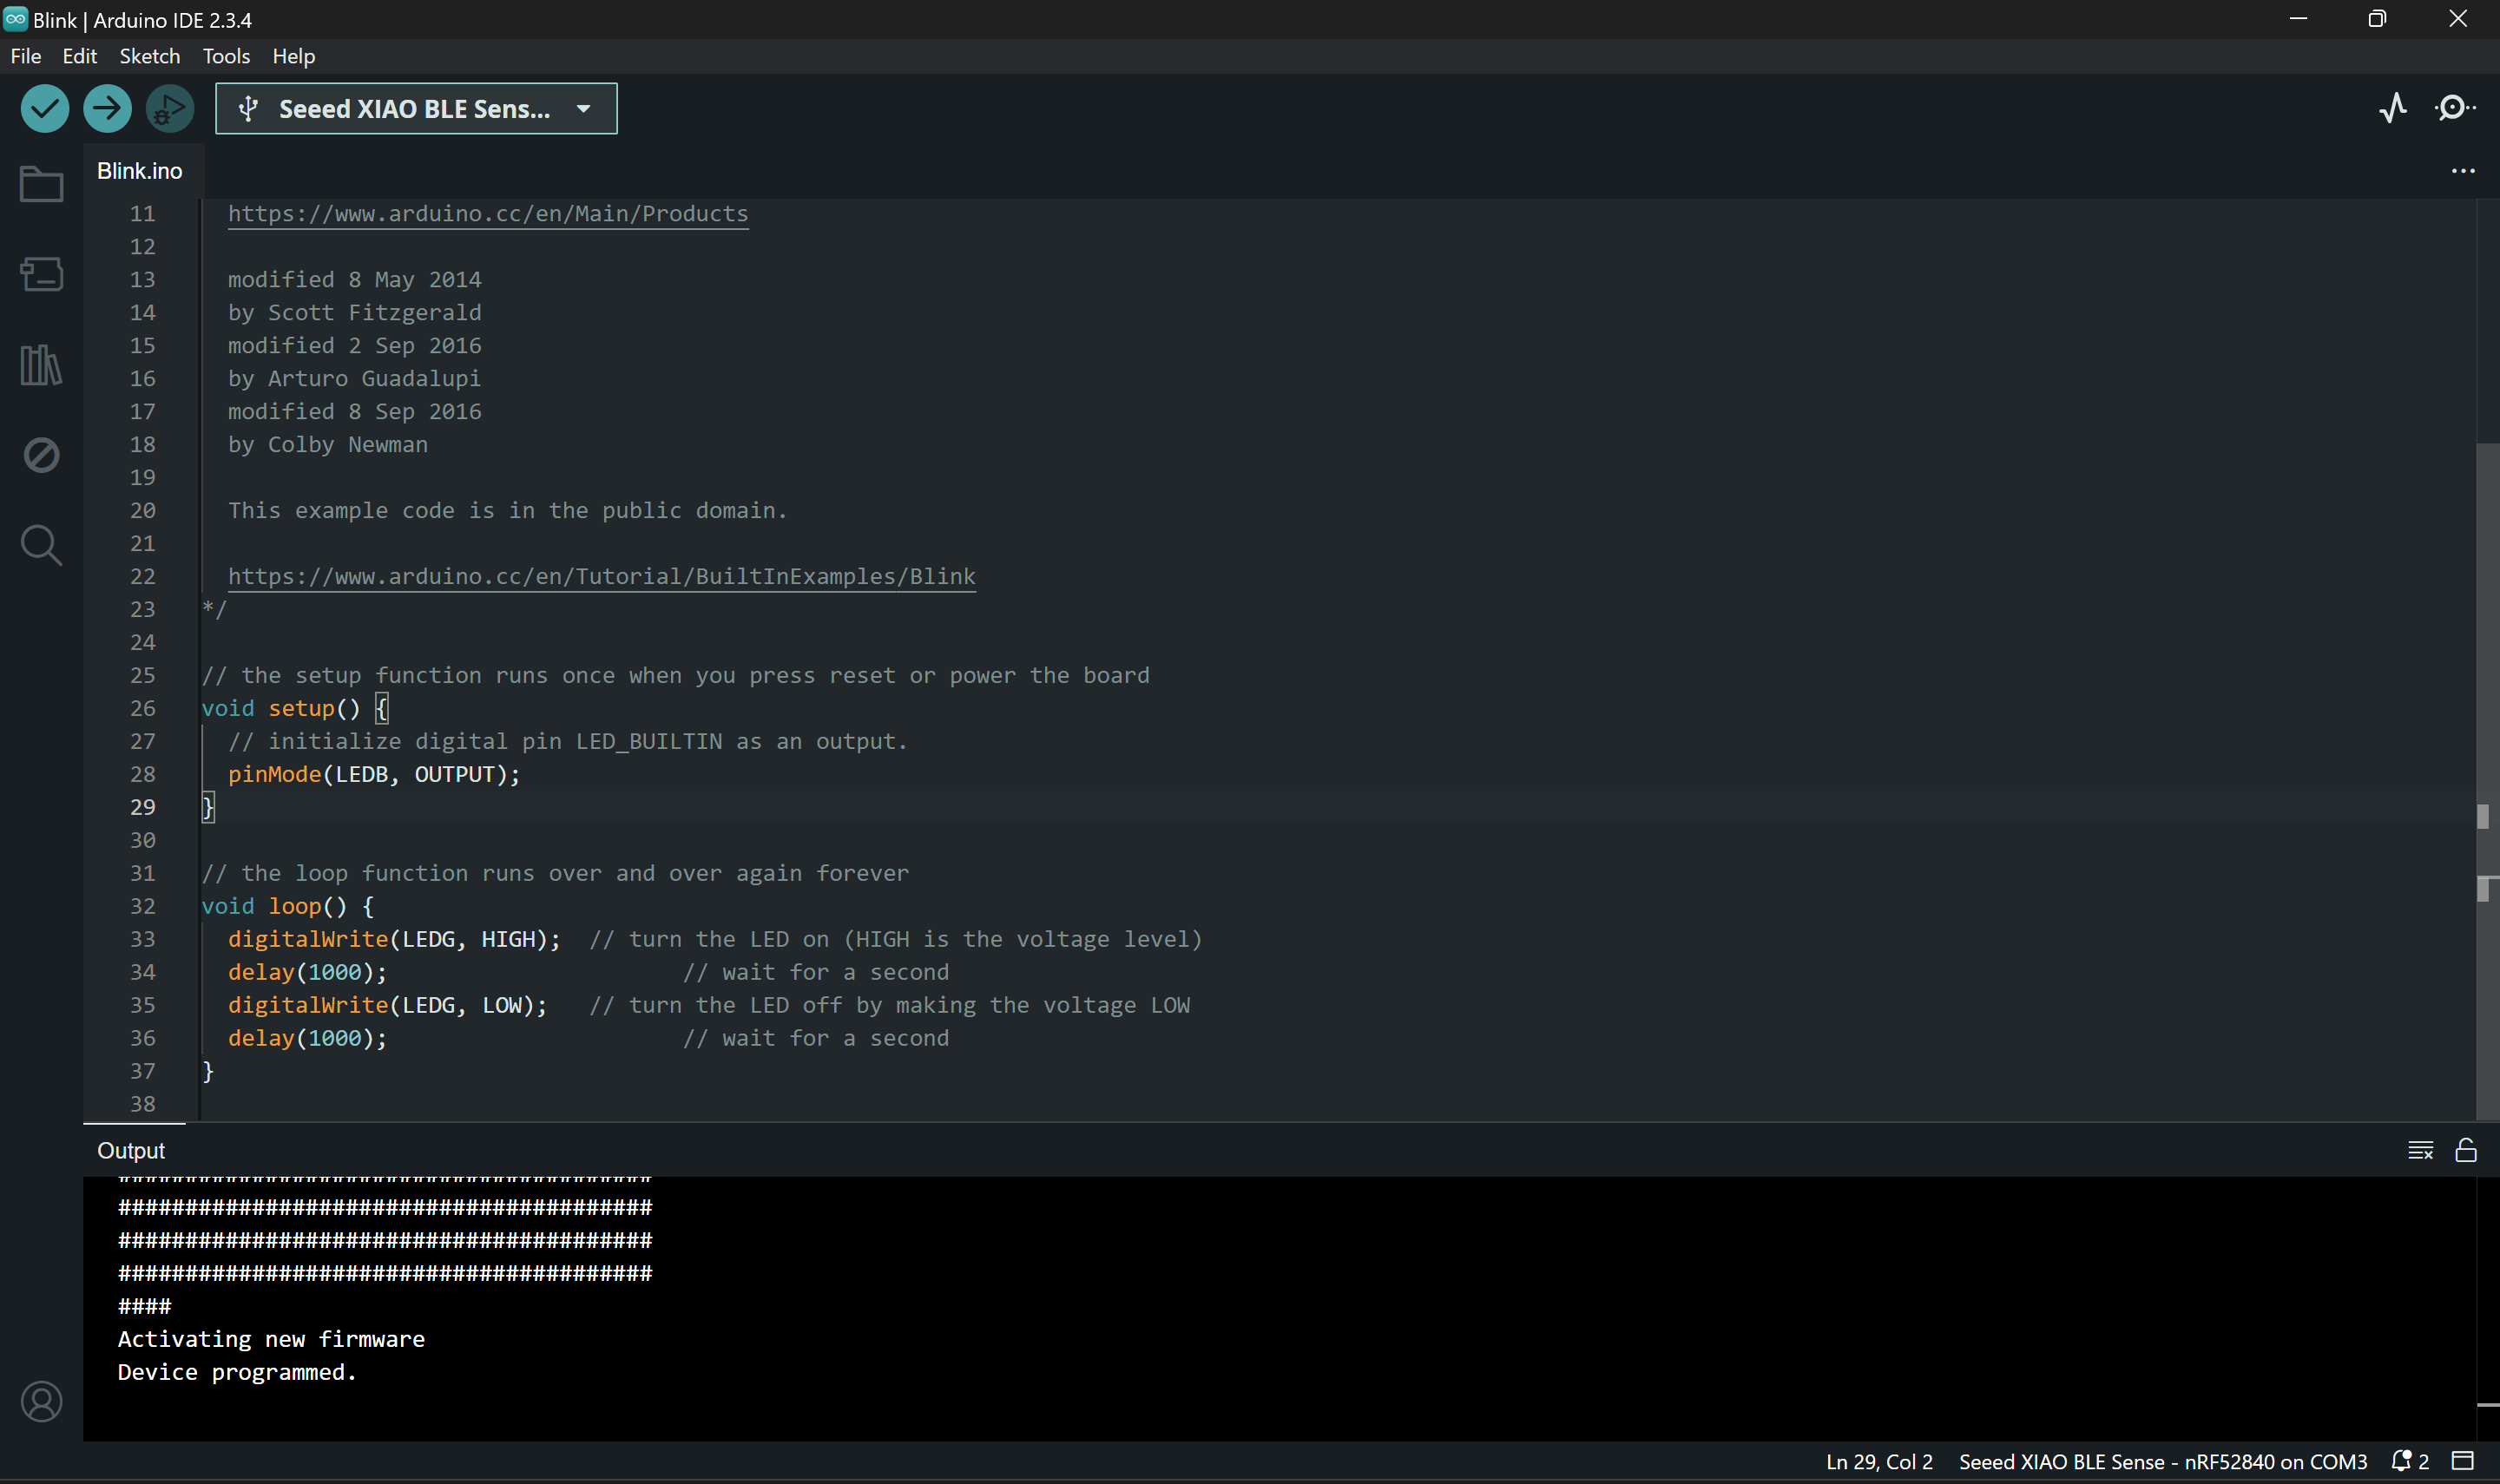 Blink | Arduino IDE 2.3.4
File Edit Sketch Tools Help
Seeed XIAO BLE Sens...
Blink.ino
11 https://www.arduino.cc/en/Main/Products
12
13 modified 8 May 2014
14 by Scott Fitzgerald
15 modified 2 Sep 2016
16 by Arturo Guadalupi
17 modified 8 Sep 2016
18 by Colby Newman
19
20 This example code is in the public domain.
21
22 https://www.arduino.cc/en/Tutorial/BuiltInExamples/Blink
23 */
24
25 // the setup function runs once when you press reset or power the board
26 void setup() {
27 // initialize digital pin LED_BUILTIN as an output.
28 pinMode(LEDB, OUTPUT);
29 }
30
31 // the loop function runs over and over again forever
32 void loop() {
33 digitalWrite(LEDG, HIGH); // turn the LED on (HIGH is the voltage level)
34 delay(1000); // wait for a second
35 digitalWrite(LEDG, LOW); // turn the LED off by making the voltage LOW
36 delay(1000); // wait for a second
37 }
38
Output
########################################
########################################
########################################
########################################
####
Activating new firmware
Device programmed.
Ln 29, Col 2 Seeed XIAO BLE Sense - nRF52840 on COM3 2